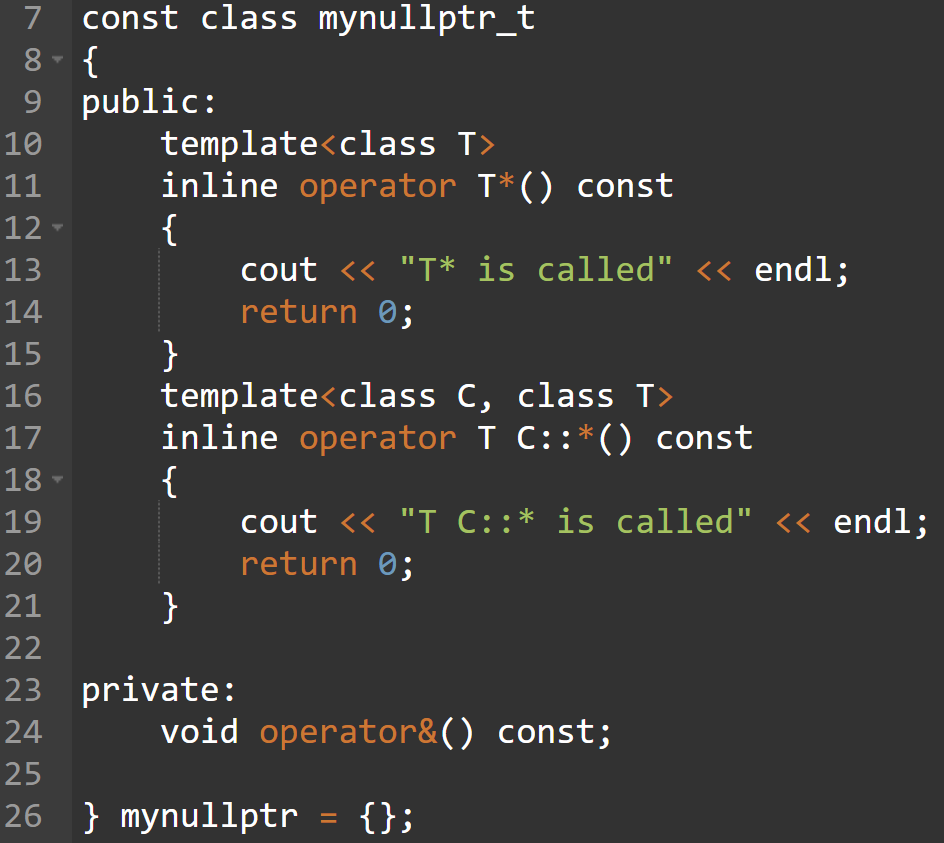 7 const class mynullptr_t
8 {
9 public:
10     template<class T>
11     inline operator T*() const
12     {
13         cout << "T* is called" << endl;
14         return 0;
15     }
16     template<class C, class T>
17     inline operator T C::*() const
18     {
19         cout << "T C::* is called" << endl;
20         return 0;
21     }
22
23 private:
24     void operator&() const;
25
26 } mynullptr = {};